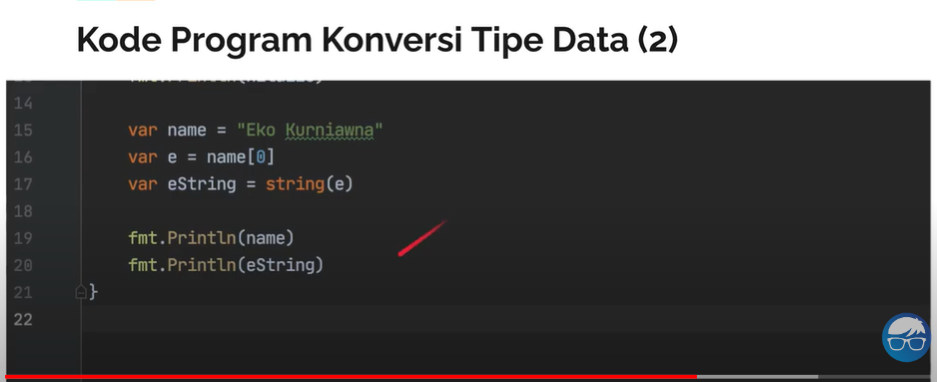 Kode Program Konversi Tipe Data (2)
14
15 var name = "Eko Kurniawna"
16 var e = name[0]
17 var eString = string(e)
18
19 fmt.Println(name)
20 fmt.Println(eString)
21 }
22